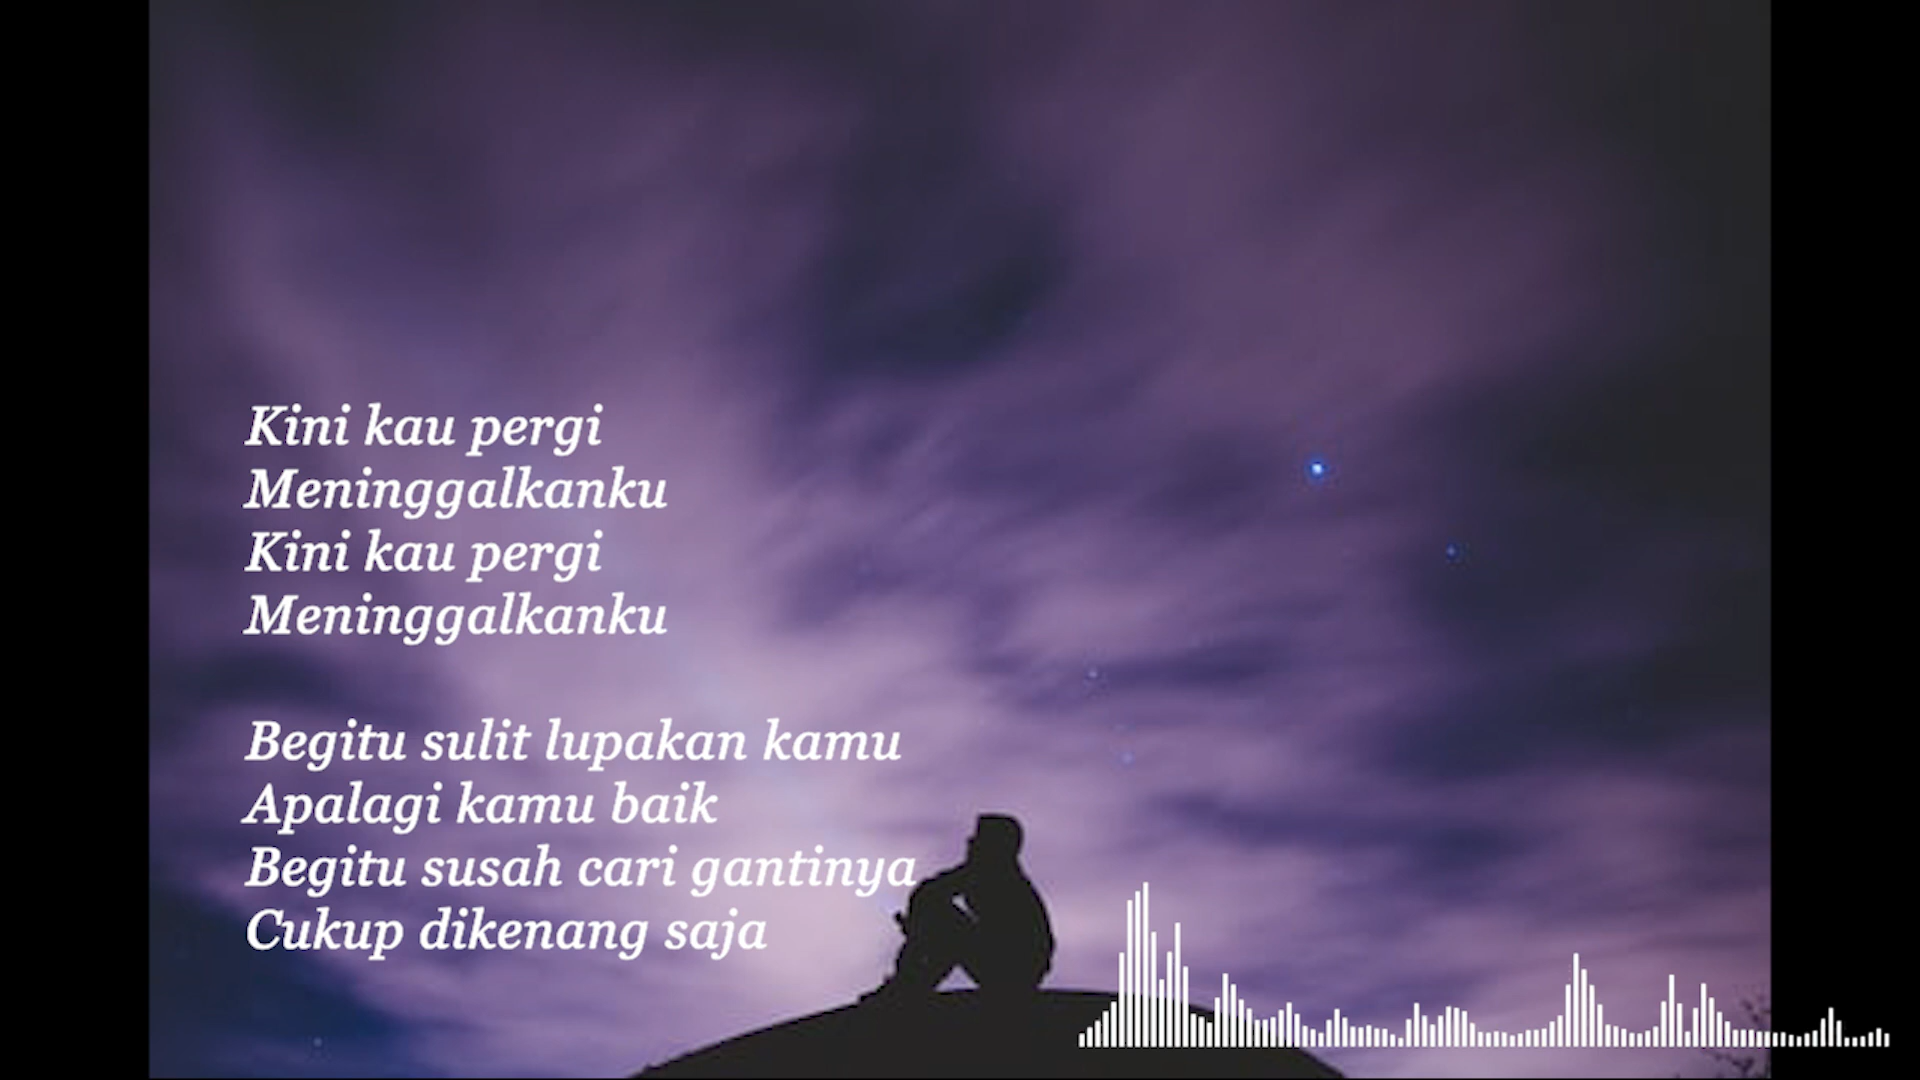 Kini kau pergi
Meninggalkanku
Kini kau pergi
Meninggalkanku
Begitu sulit lupakan kamu
Apalagi kamu baik
Begitu susah cari gantinya
Cukup dikenang saja